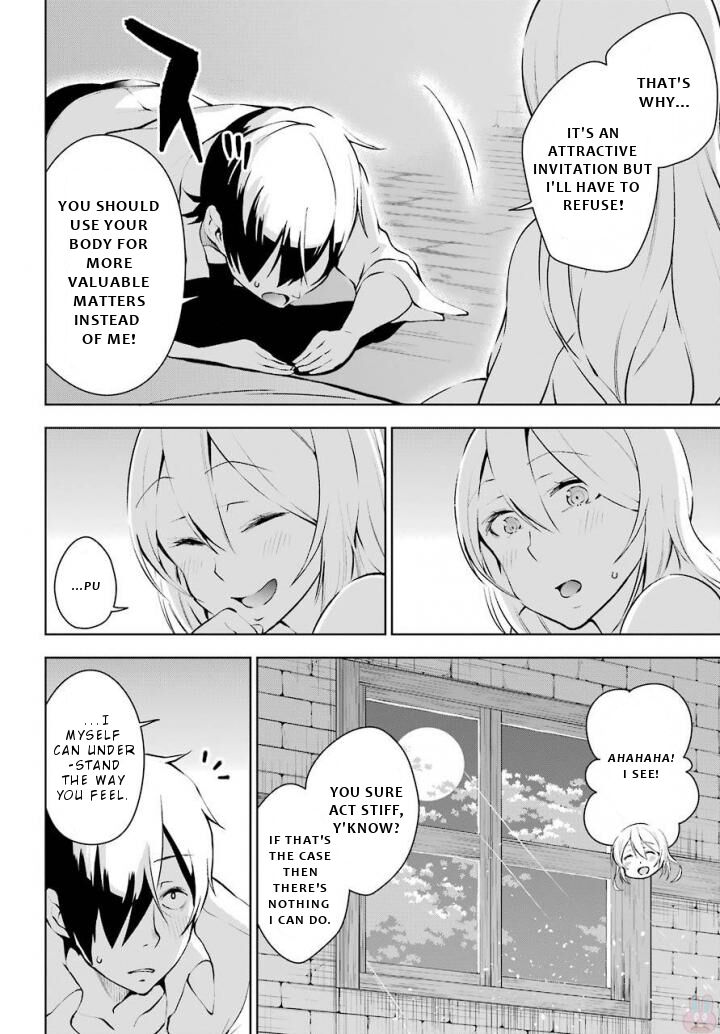 THAT'S
WHY...
IT'S AN
ATTRACTIVE
INVITATION BUT
I'LL HAVE TO
REFUSE!
YOU SHOULD
USE YOUR
BODY FOR
MORE
VALUABLE
MATTERS
INSTEAD
OF ME!
...PU
AHAHAHA!
I SEE!
YOU SURE
ACT STIFF,
Y'KNOW?
IF THAT'S
THE CASE
THEN
THERE'S
NOTHING
I CAN DO.
...I
MYSELF
CAN UNDER
-STAND THE
WAY
YOU FEEL.